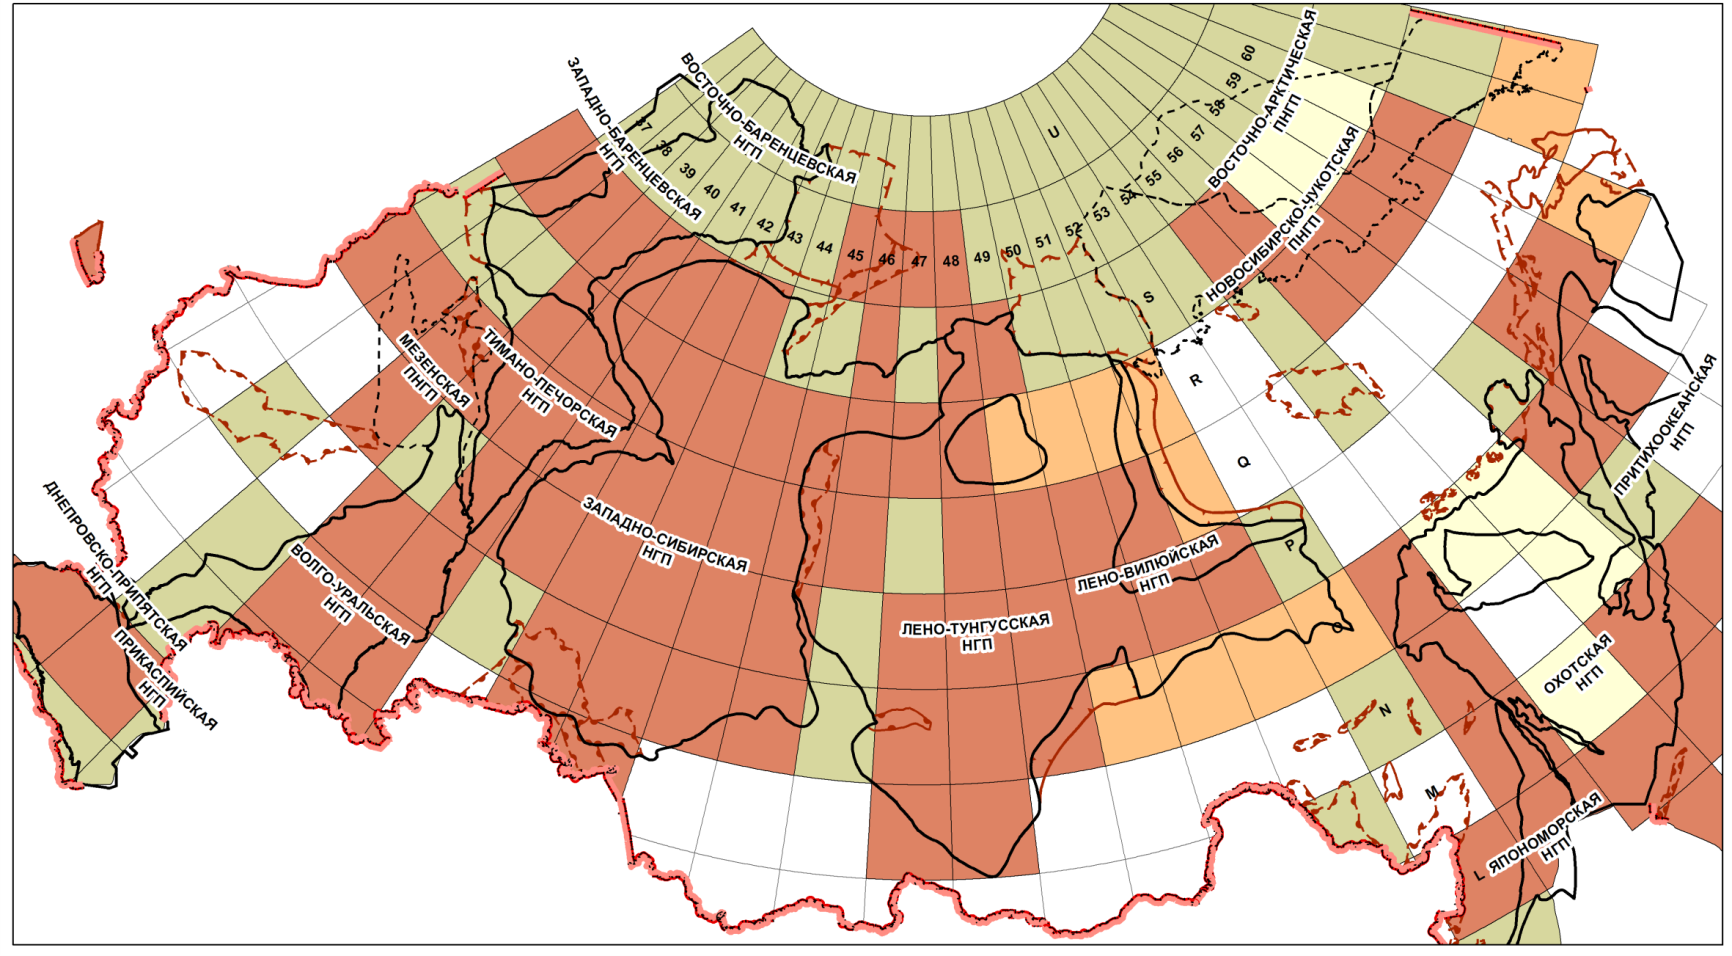 ЗАПАДНО-БАРЕНЦЕВСКАЯ
НГП
ВОСТОЧНО-БАРЕНЦЕВСКАЯ
НГП
ВОСТОЧНО-АРКТИЧЕСКАЯ
ПНГП
НОВОСИБИРСКО-ЧУКОТСКАЯ
ПНГП
37
38
39
40
41
42
43
44
45
46
47
48
49
50
51
52
53
54
55
56
57
58
59
60
U
S
R
Q
P
O
N
M
L
МЕЗЕНСКАЯ
ПНГП
ТИМАНО-ПЕЧОРСКАЯ
НГП
ПРИТИХООКЕАНСКАЯ
НГП
ДНЕПРОВСКО-ПРИПЯТСКАЯ
НГП
ВОЛГО-УРАЛЬСКАЯ
НГП
ЗАПАДНО-СИБИРСКАЯ
НГП
ЛЕНО-ВИЛЮЙСКАЯ
НГП
ЛЕНО-ТУНГУССКАЯ
НГП
ПРИКАСПИЙСКАЯ
НГП
ОХОТСКАЯ
НГП
ЯПОНОМОРСКАЯ
НГП